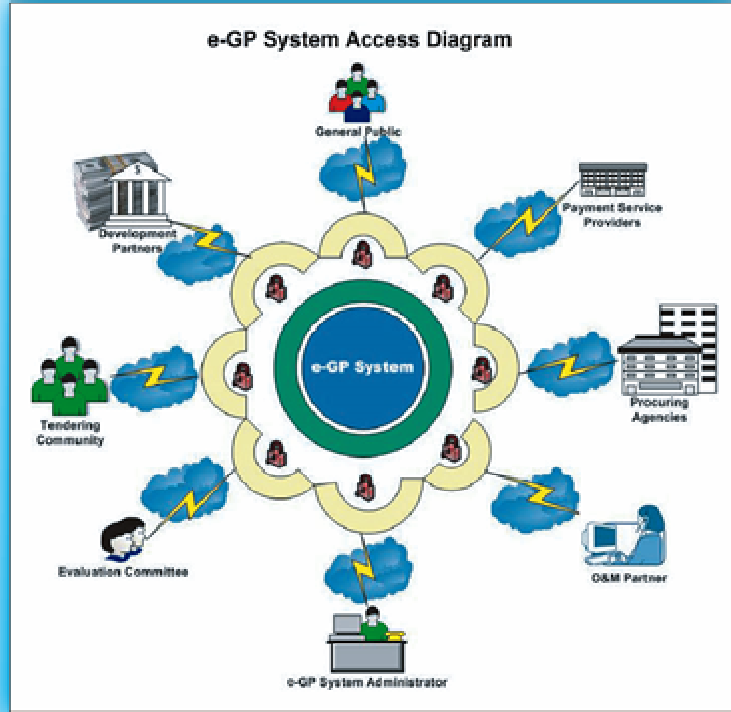 e-GP System Access Diagram
General Public
Payment Service
Providers
Development
Partners
e-GP System
Procuring
Agencies
Tendering
Community
Evaluation Committee
O&M Partner
e-GP System Administrator
$